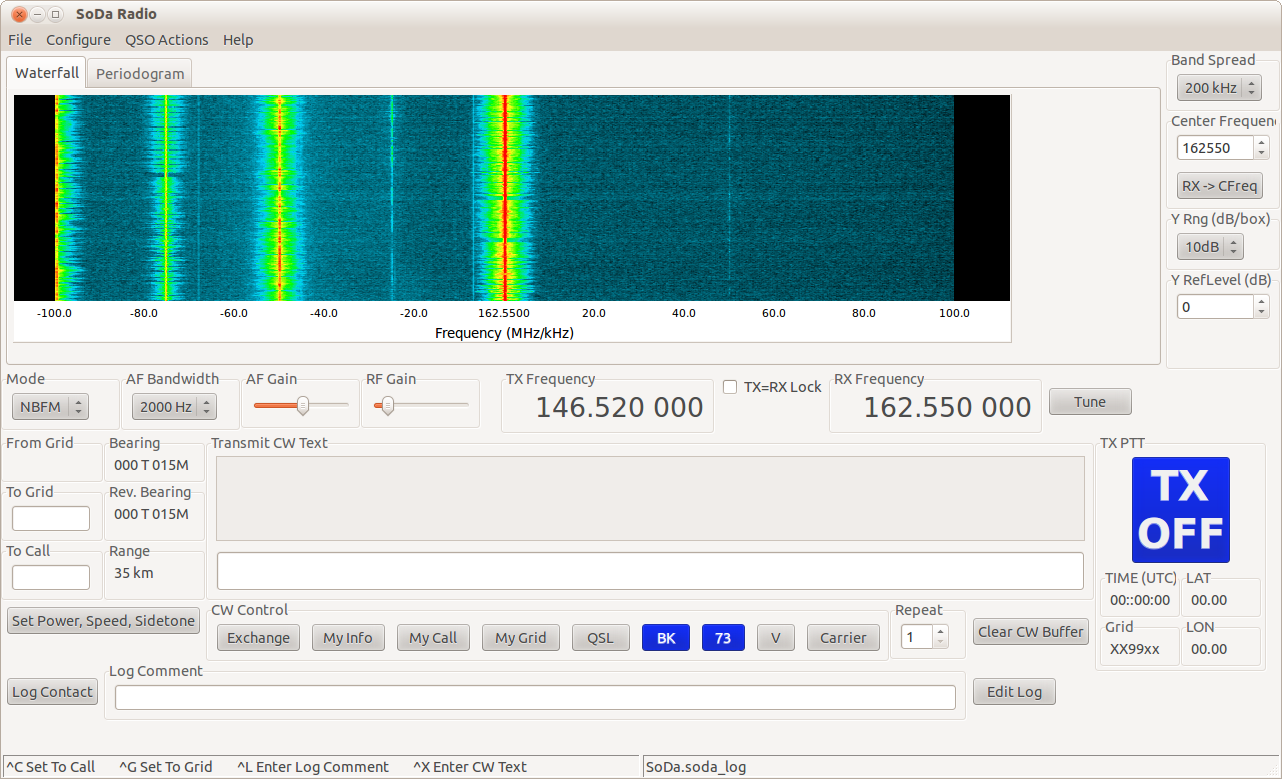 SoDa Radio
File Configure QSO Actions Help
Waterfall Periodogram
Band Spread
200 kHz
Center Frequen
162550
RX -> CFreq
Y Rng (dB/box)
10dB
Y RefLevel (dB)
0
-100.0 -80.0 -60.0 -40.0 -20.0 162.5500 20.0 40.0 60.0 80.0 100.0
Frequency (MHz/kHz)
Mode AF Bandwidth AF Gain RF Gain TX Frequency TX=RX Lock RX Frequency
NBFM 2000 Hz 146.520 000 162.550 000 Tune
From Grid Bearing Transmit CW Text TX PTT
000 T 015M
To Grid Rev. Bearing
000 T 015M
To Call Range
35 km
TX
OFF
TIME (UTC) LAT
00::00:00 00.00
Grid LON
XX99xx 00.00
Set Power, Speed, Sidetone
CW Control Repeat
Exchange My Info My Call My Grid QSL BK 73 V Carrier 1 Clear CW Buffer
Log Contact Log Comment Edit Log
^C Set To Call ^G Set To Grid ^L Enter Log Comment ^X Enter CW Text SoDa.soda_log